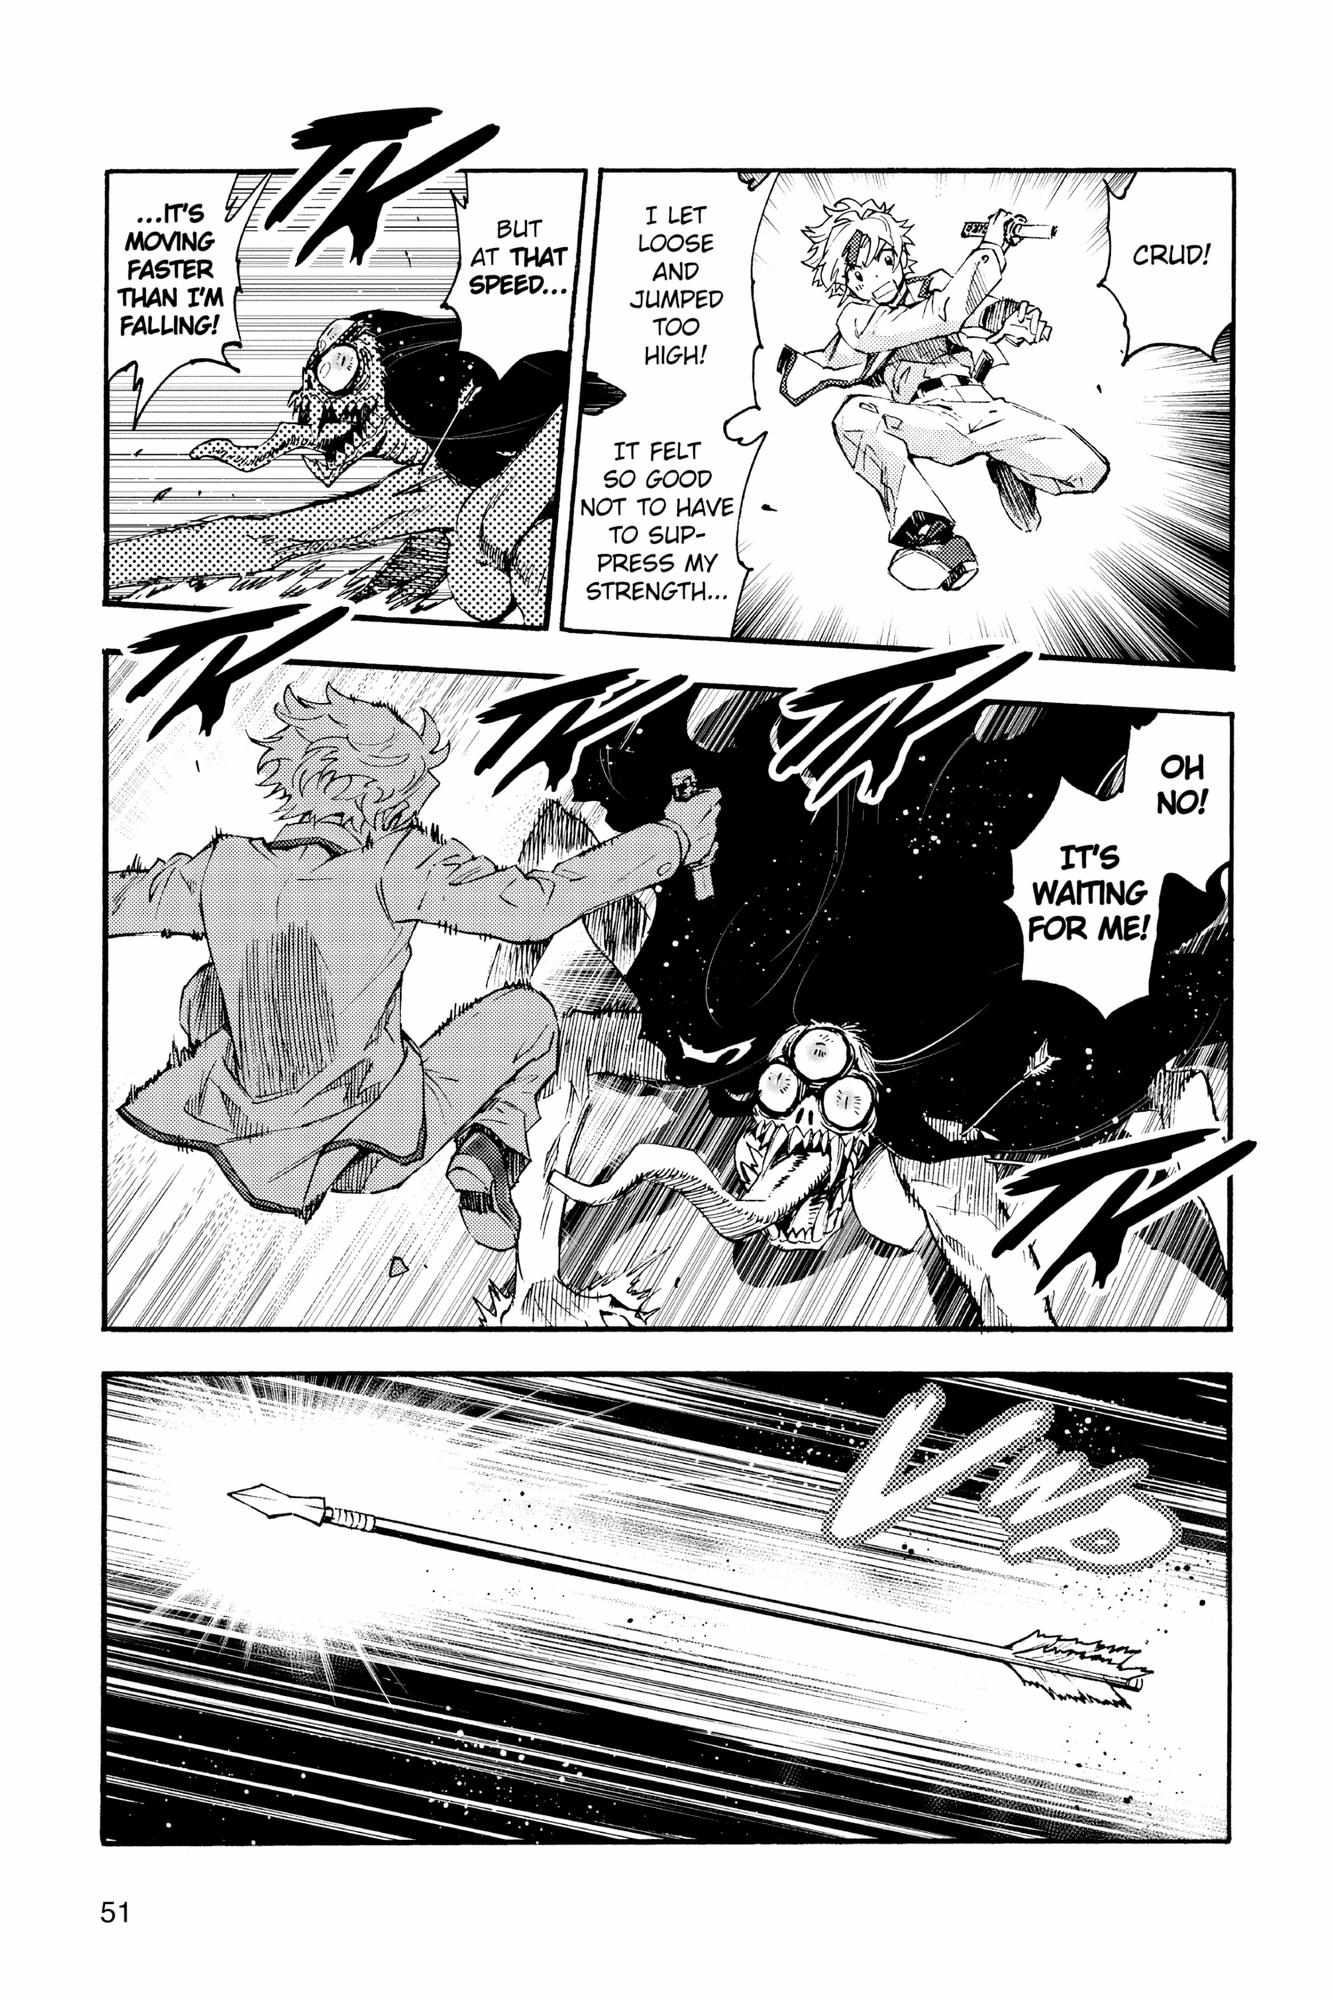 CRUD!
I LET
LOOSE
AND
JUMPED
TOO
HIGH!
IT FELT
SO GOOD
NOT TO HAVE
TO SUP-
PRESS MY
STRENGTH...
BUT
AT THAT
SPEED...
TK
...IT'S
MOVING
FASTER
THAN I'M
FALLING!
OH
NO!
IT'S
WAITING
FOR ME!
TK
TK
TK
TK
VWP
51